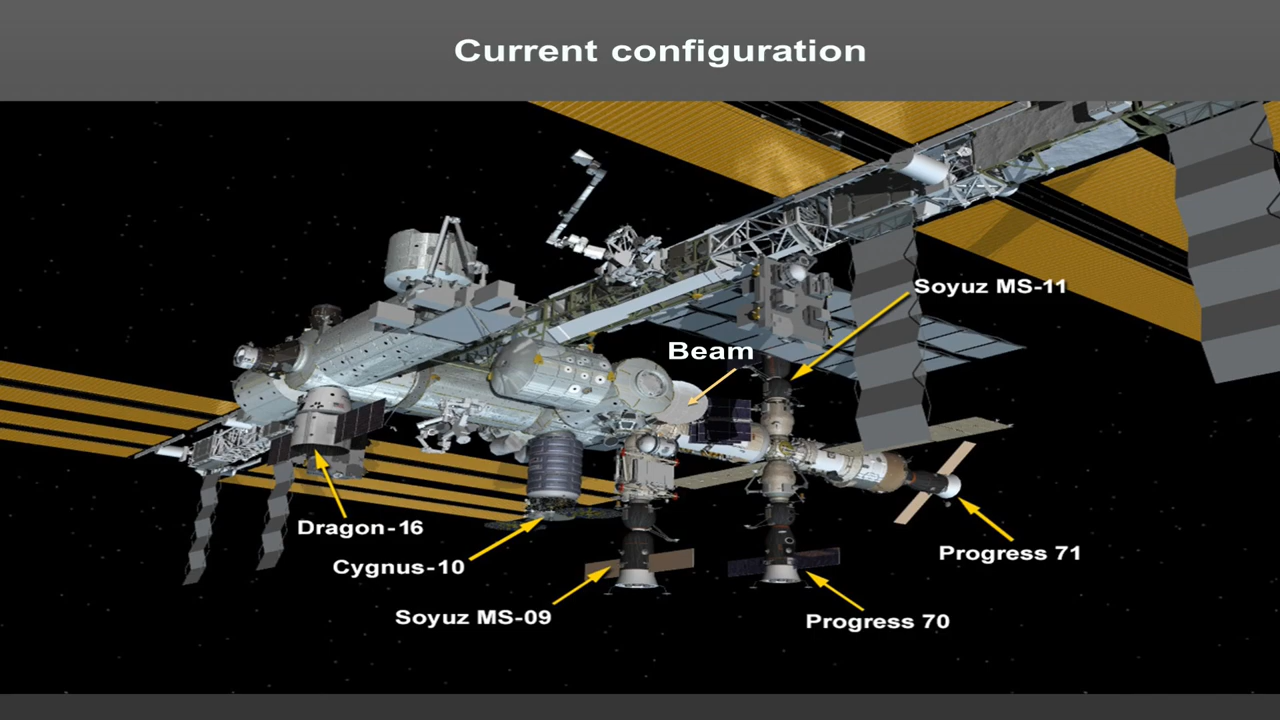 Current configuration
Soyuz MS-11
Beam
Dragon-16
Cygnus-10
Progress 71
Soyuz MS-09
Progress 70